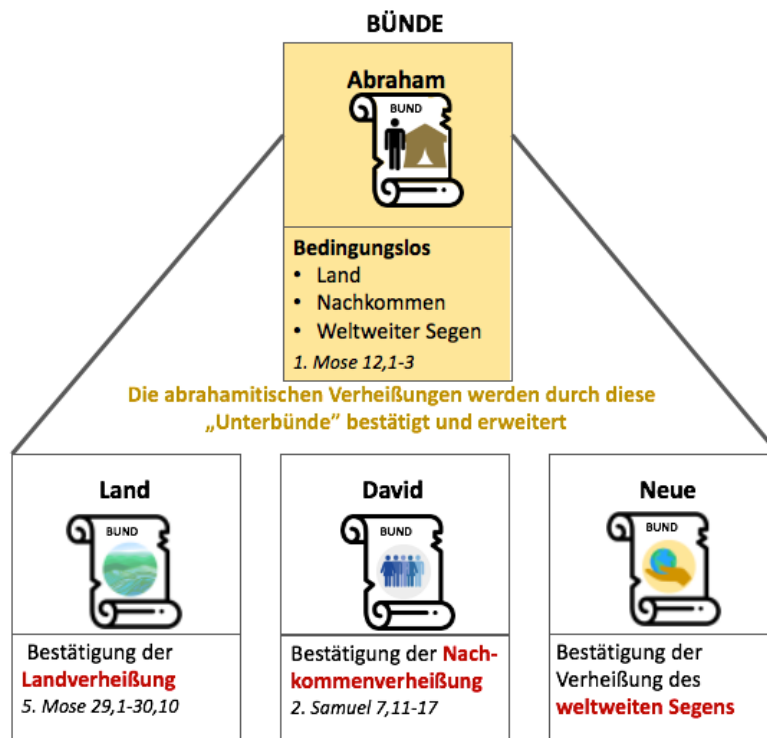 BÜNDE
Abraham
BUND
Bedingungslos
• Land
• Nachkommen
• Weltweiter Segen
1. Mose 12,1-3
Die abrahamitischen Verheißungen werden durch diese
„Unterbünde” bestätigt und erweitert
Land
BUND
Bestätigung der
Landverheißung
5. Mose 29,1-30,10
David
BUND
Bestätigung der Nach-
kommenverheißung
2. Samuel 7,11-17
Neue
BUND
Bestätigung der
Verheißung des
weltweiten Segens